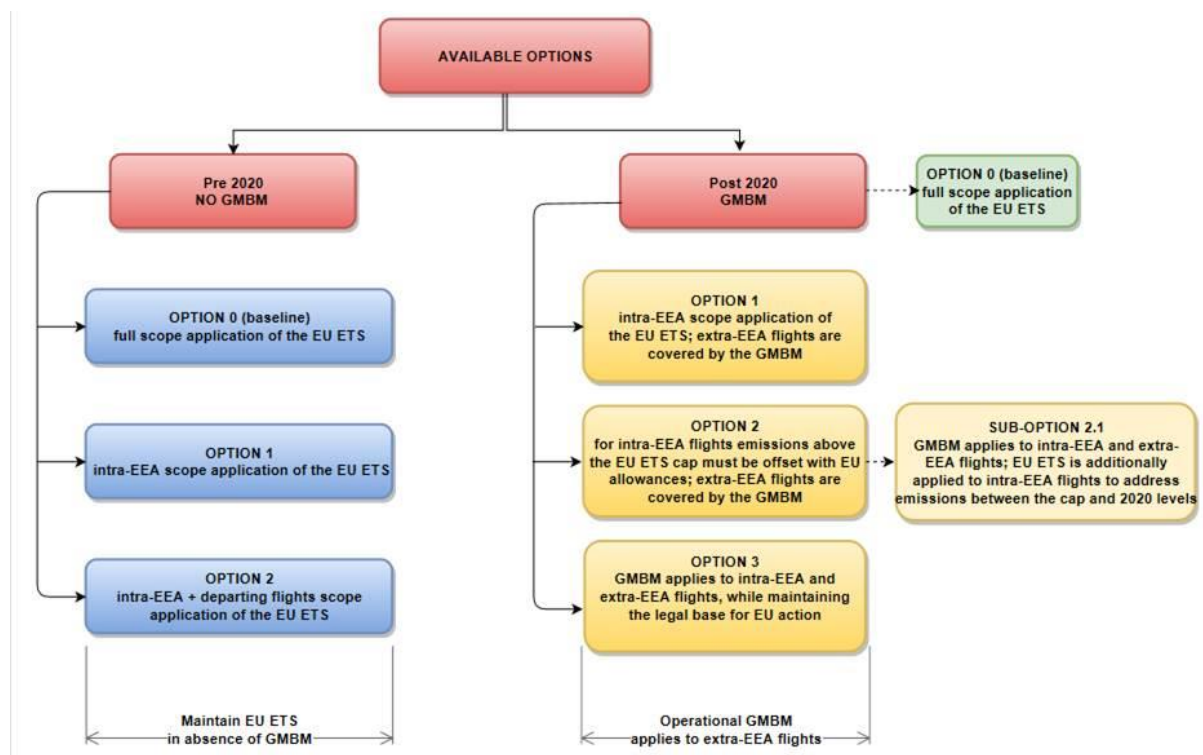 AVAILABLE OPTIONS
Pre 2020
NO GMBM
Post 2020
GMBM
OPTION 0 (baseline)
full scope application
of the EU ETS
OPTION 0 (baseline)
full scope application of the EU ETS
OPTION 1
intra-EEA scope application of the EU ETS
OPTION 2
intra-EEA + departing flights scope
application of the EU ETS
OPTION 1
intra-EEA scope application of
the EU ETS; extra-EEA flights are
covered by the GMBM
OPTION 2
for intra-EEA flights emissions above
the EU ETS cap must be offset with EU
allowances; extra-EEA flights are
covered by the GMBM
SUB-OPTION 2.1
GMBM applies to intra-EEA and extra-
EEA flights; EU ETS is additionally
applied to intra-EEA flights to address
emissions between the cap and 2020 levels
OPTION 3
GMBM applies to intra-EEA and
extra-EEA flights, while maintaining
the legal base for EU action
Maintain EU ETS
in absence of GMBM
Operational GMBM
applies to extra-EEA flights